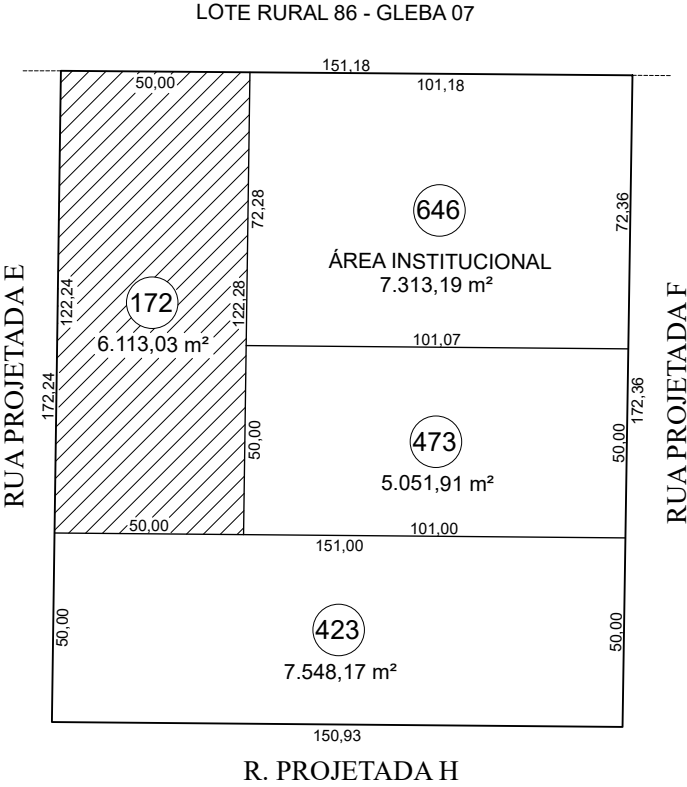 LOTE RURAL 86 - GLEBA 07
151,18
50,00
101,18
72,28
72,36
646
ÁREA INSTITUCIONAL
7.313,19 m²
122,24
172
122,28
6.113,03 m²
101,07
RUA PROJETADA E
172,24
RUA PROJETADA F
172,36
473
50,00
50,00
5.051,91 m²
50,00
101,00
151,00
50,00
423
50,00
7.548,17 m²
150,93
R. PROJETADA H